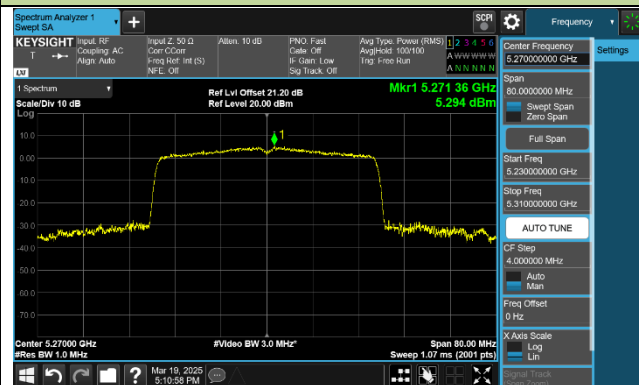 Spectrum Analyzer 1
Swept SA
+
SCPI
Frequency
KEYSIGHT
T
LXI
Input: RF
Coupling: AC
Align: Auto
Input Z: 50 Ω
Corr CCorr
Freq Ref: Int (S)
NFE: Off
Atten: 10 dB
PNO: Fast
Gate: Off
IF Gain: Low
Sig Track: Off
Avg Type: Power (RMS)
Avg|Hold: 100/100
Trig: Free Run
1 2 3 4 5 6
A W W W W W
A N N N N N
1 Spectrum
Scale/Div 10 dB
Log
Ref Lvl Offset 21.20 dB
Ref Level 20.00 dBm
Mkr1 5.271 36 GHz
5.294 dBm
1
10.0
0.00
-10.0
-20.0
-30.0
-40.0
-50.0
-60.0
-70.0
Center 5.27000 GHz
#Res BW 1.0 MHz
#Video BW 3.0 MHz*
Span 80.00 MHz
Sweep 1.07 ms (2001 pts)
Mar 19, 2025
5:10:58 PM
?
Center Frequency
5.270000000 GHz
Settings
Span
80.0000000 MHz
Swept Span
Zero Span
Full Span
Start Freq
5.230000000 GHz
Stop Freq
5.310000000 GHz
AUTO TUNE
CF Step
4.000000 MHz
Auto
Man
Freq Offset
0 Hz
X Axis Scale
Log
Lin
Signal Track
(Span Zoom)